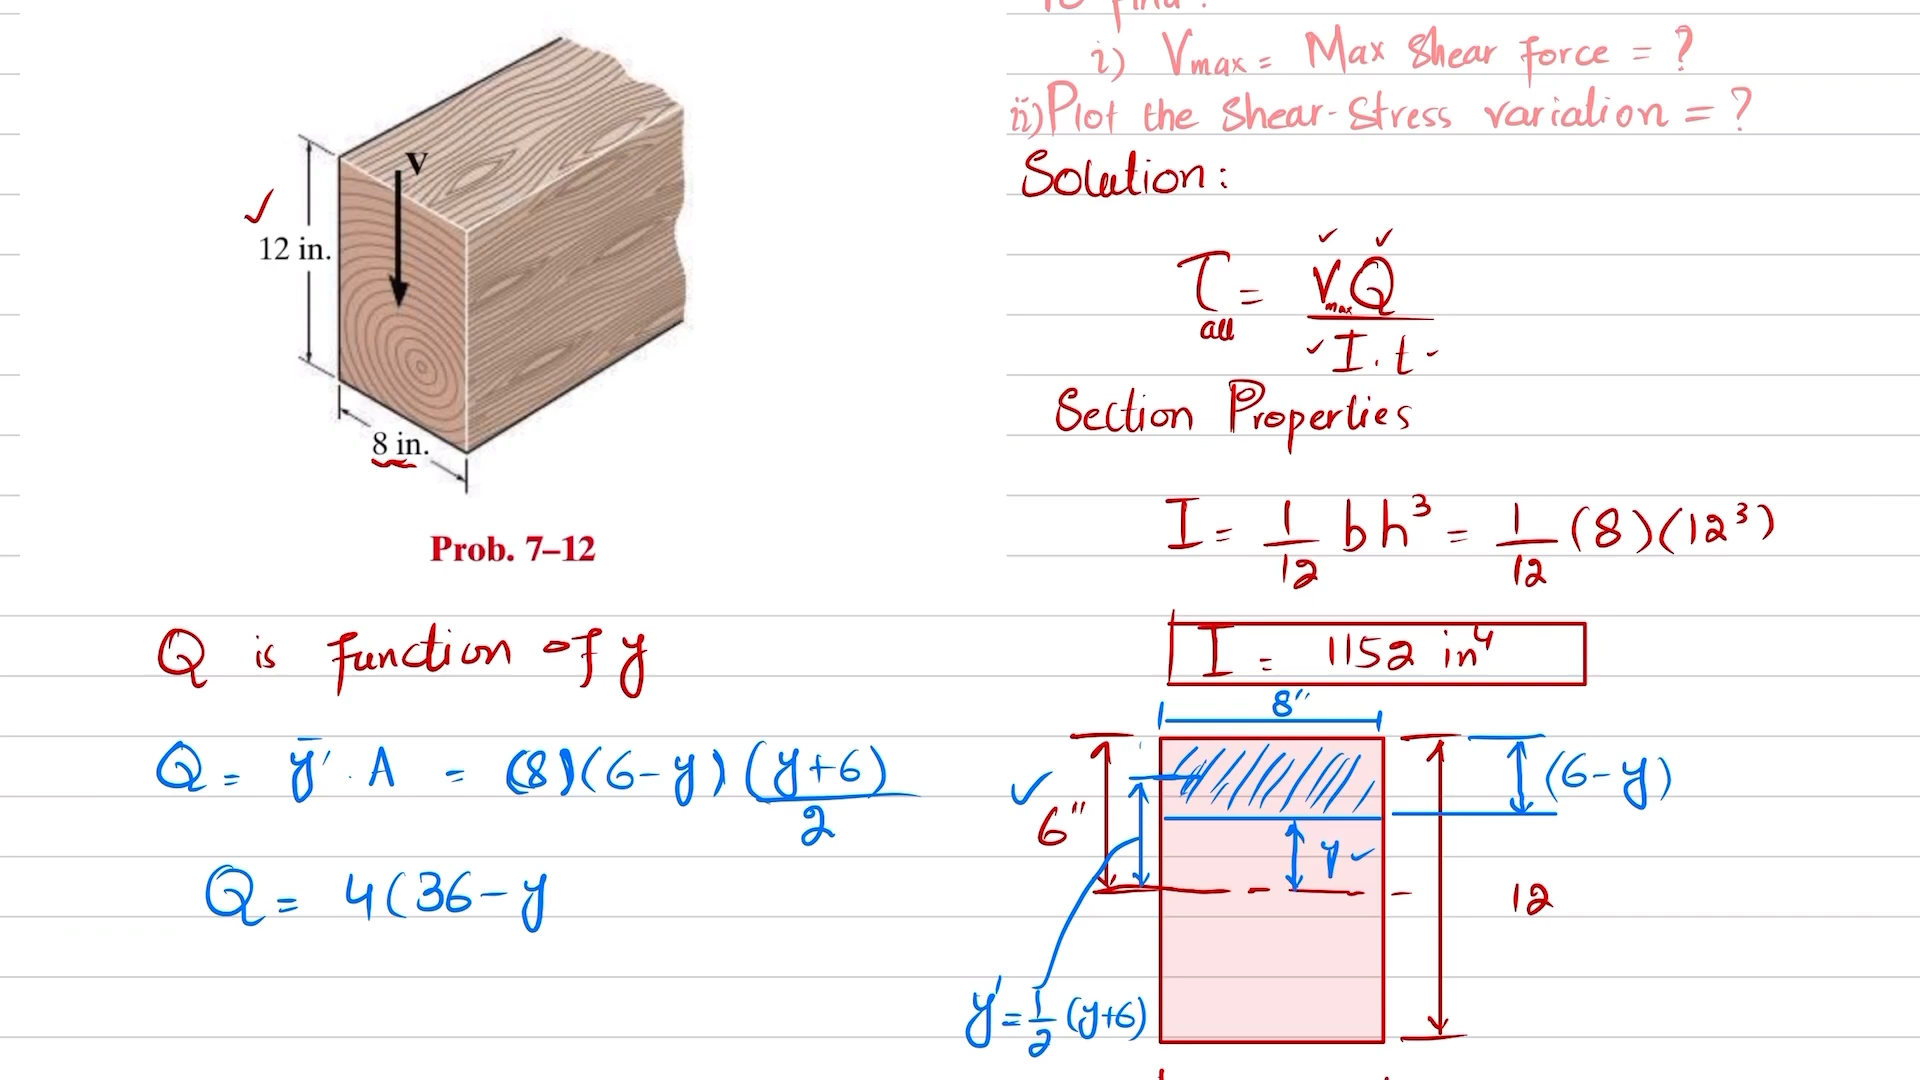 To find:
i) Vmax = Max Shear force = ?
ii) Plot the Shear-Stress variation = ?
Solution:
τall = VmaxQ / I.t
Section Properties
I = 1/12 bh³ = 1/12 (8)(12³)
I = 1152 in⁴
V
12 in.
8 in.
Prob. 7–12
Q is function of y
Q = ȳ' . A = (8)(6-y)(y+6)/2
Q = 4(36-y
8"
6"
(6-y)
y
12
y' = 1/2 (y+6)